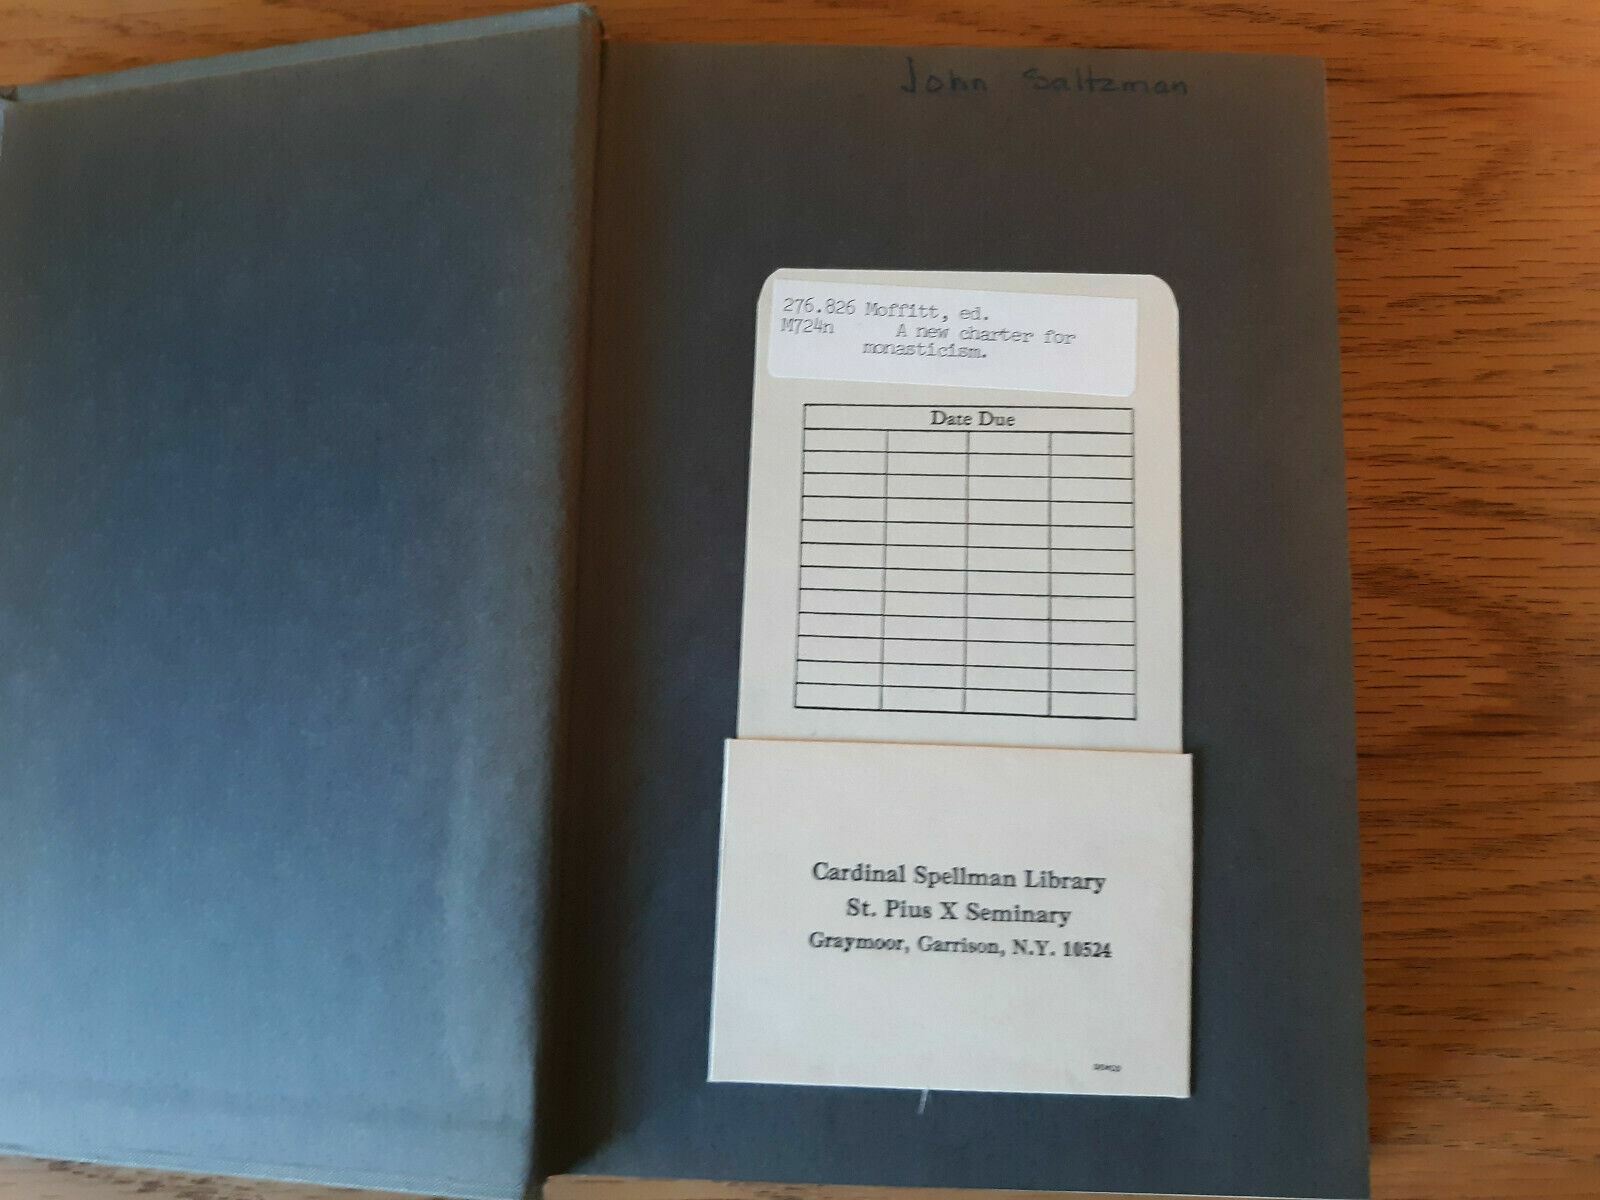 John Saltzman
276.826 Moffitt, ed.
M724n A new charter for
monasticism.
Date Due
Cardinal Spellman Library
St. Pius X Seminary
Graymoor, Garrison, N.Y. 10524